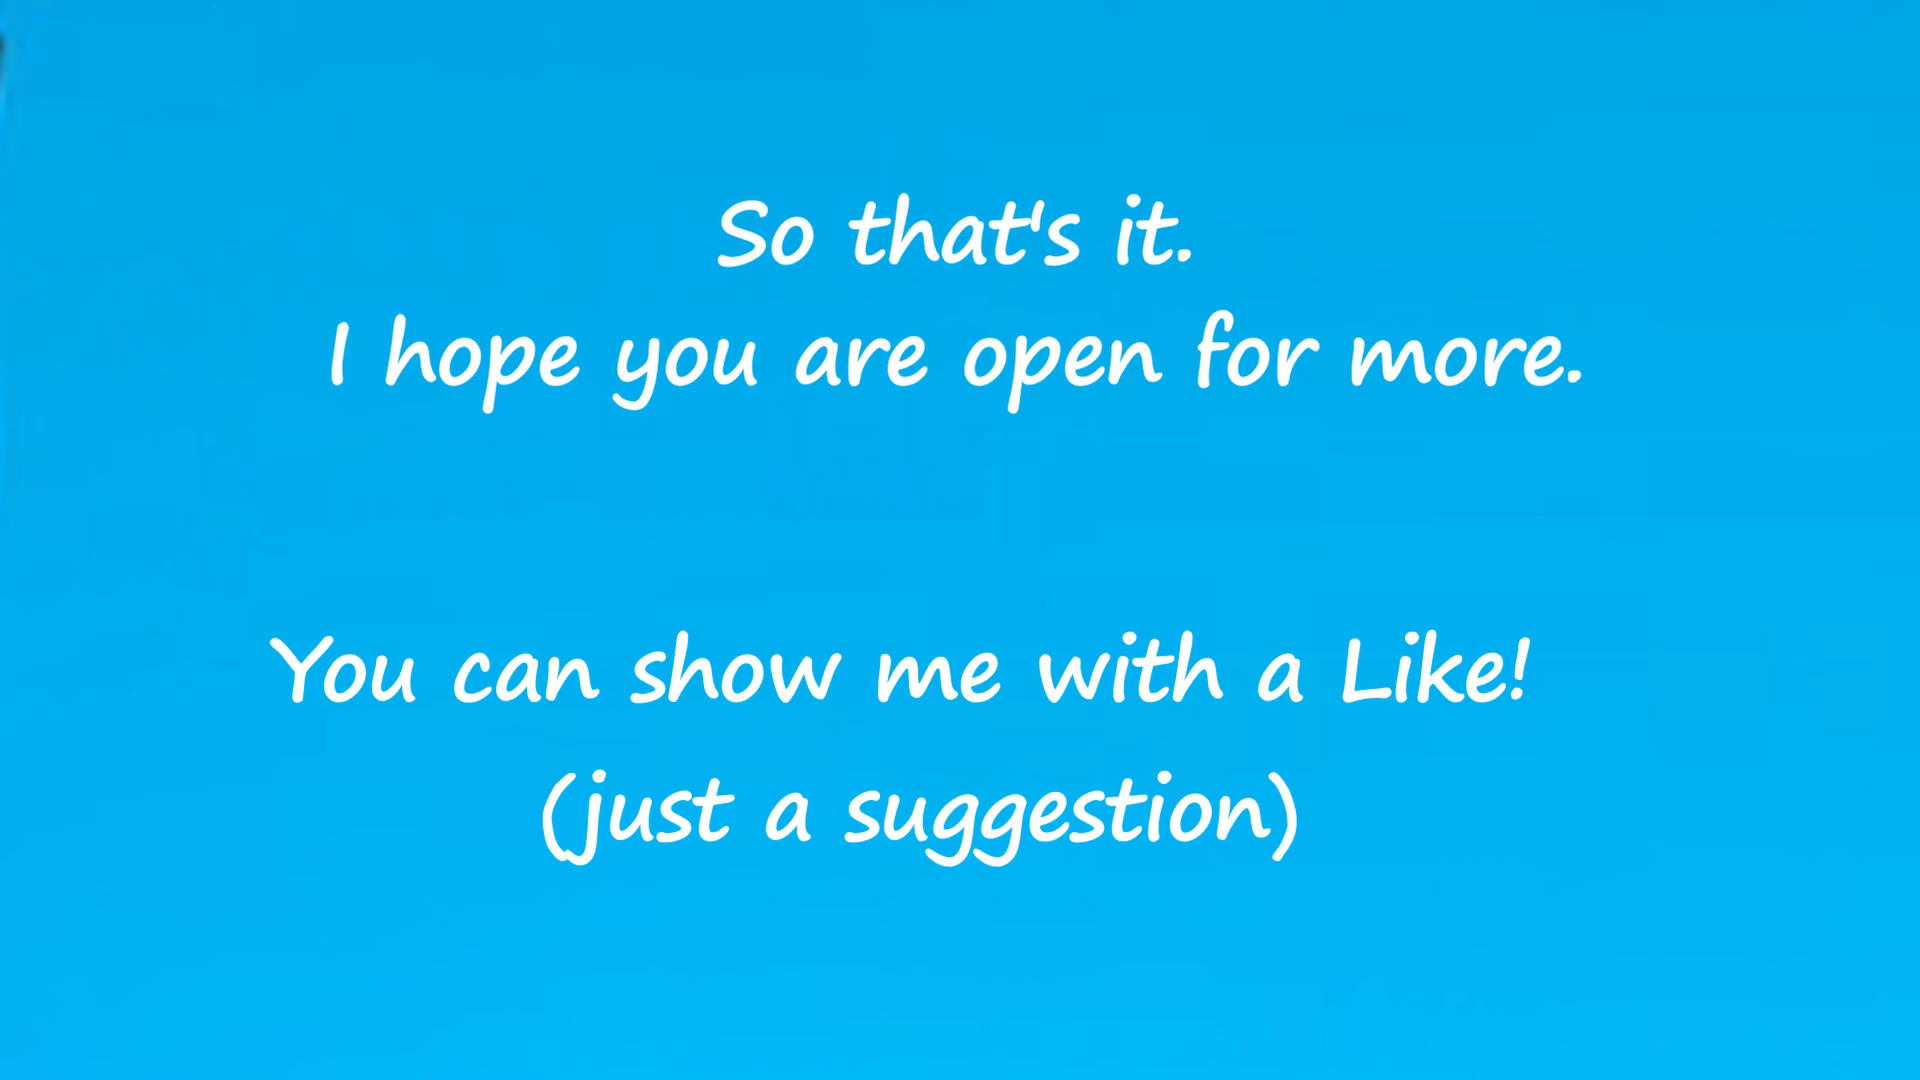 So that's it.
I hope you are open for more.
You can show me with a Like!
(just a suggestion)